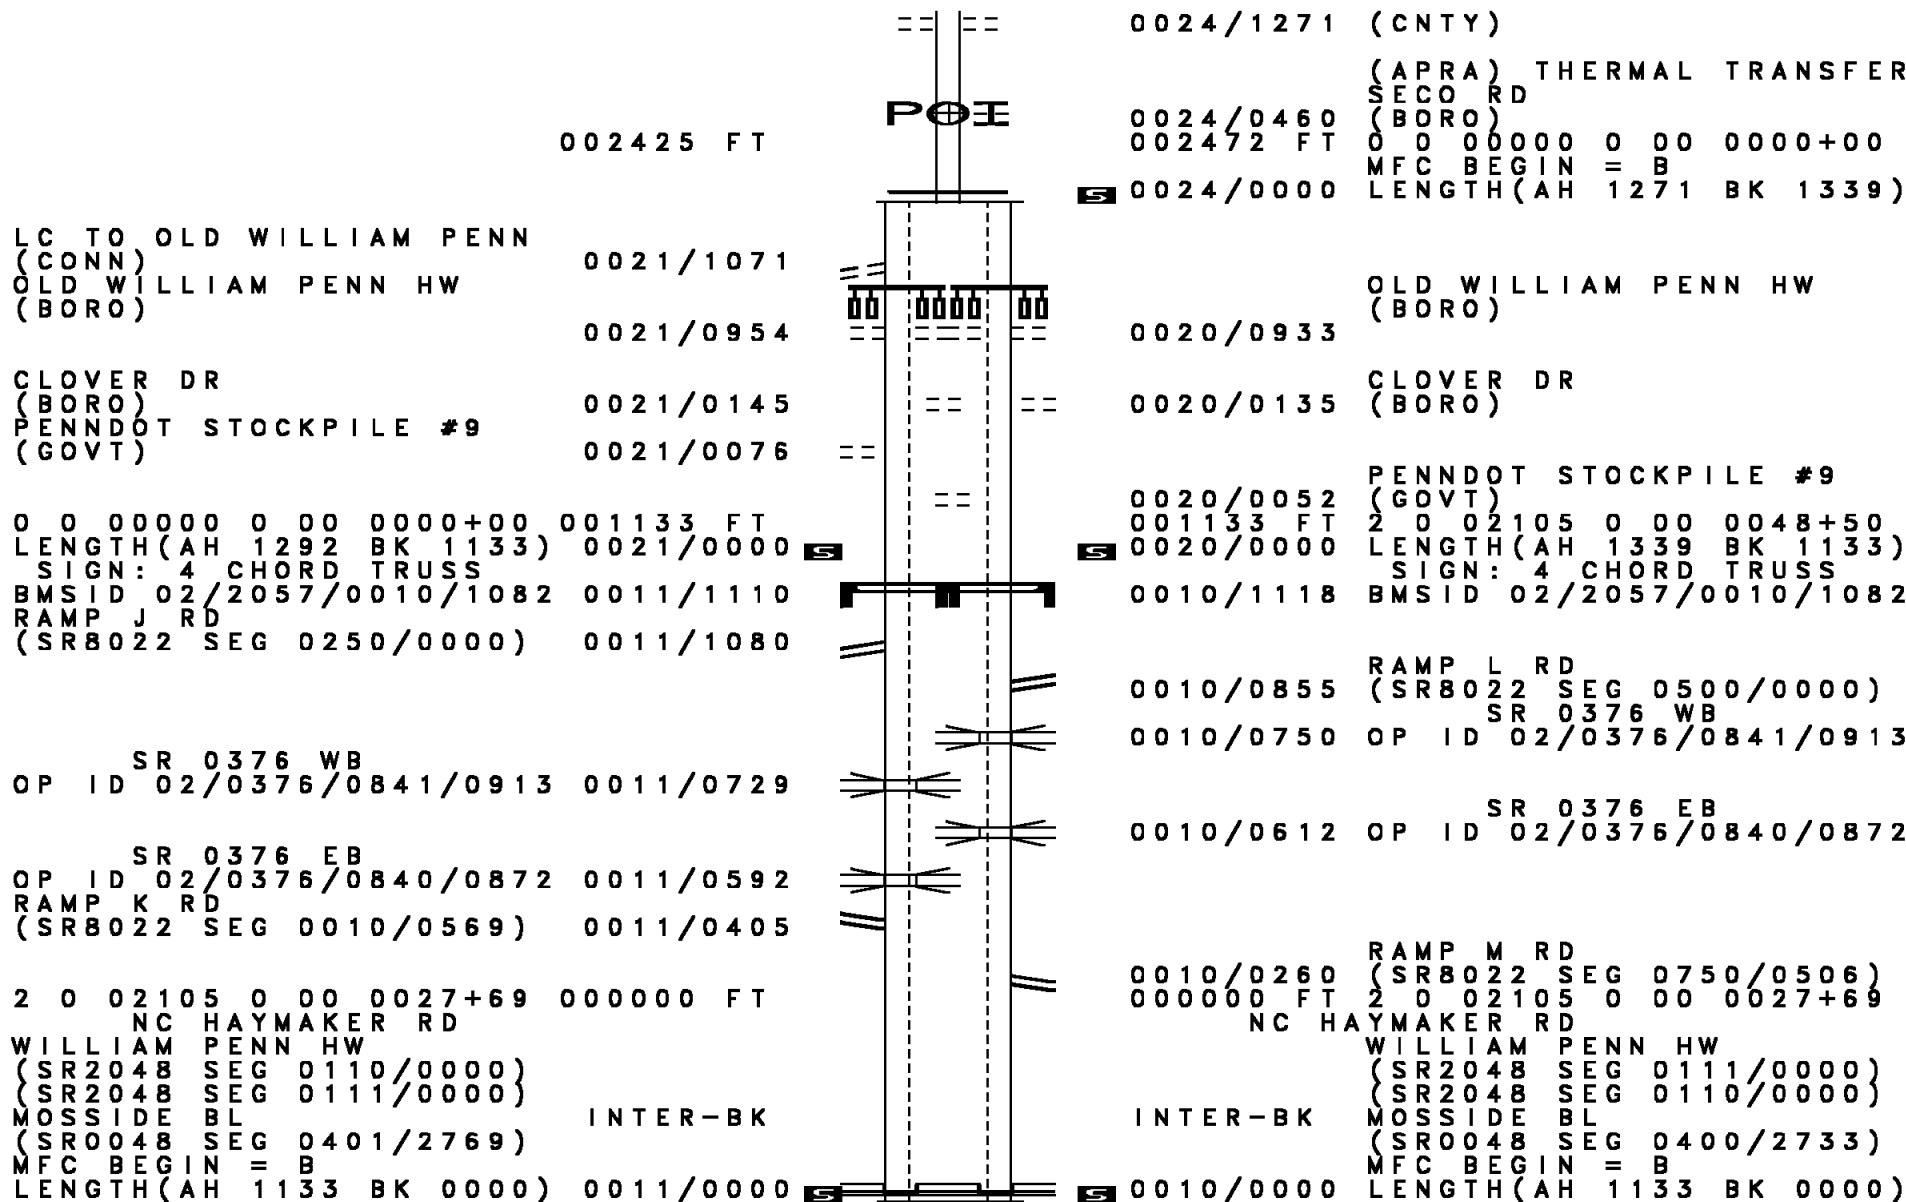 0024/1271 (CNTY)
(APRA) THERMAL TRANSFER
SECO RD
POI
0024/0460 (BORO)
002425 FT
002472 FT 0 0 00000 0 00 0000+00
MFC BEGIN = B
S 0024/0000 LENGTH(AH 1271 BK 1339)
LC TO OLD WILLIAM PENN
(CONN) 0021/1071
OLD WILLIAM PENN HW
(BORO)
OLD WILLIAM PENN HW
(BORO)
0021/0954
0020/0933
CLOVER DR
(BORO) 0021/0145
CLOVER DR
0020/0135 (BORO)
PENNDOT STOCKPILE #9
(GOVT) 0021/0076
PENNDOT STOCKPILE #9
0020/0052 (GOVT)
0 0 00000 0 00 0000+00 001133 FT
LENGTH(AH 1292 BK 1133) 0021/0000 S
SIGN: 4 CHORD TRUSS
BMSID 02/2057/0010/1082 0011/1110
001133 FT 2 0 02105 0 00 0048+50
S 0020/0000 LENGTH(AH 1339 BK 1133)
SIGN: 4 CHORD TRUSS
0010/1118 BMSID 02/2057/0010/1082
RAMP J RD
(SR8022 SEG 0250/0000) 0011/1080
RAMP L RD
0010/0855 (SR8022 SEG 0500/0000)
SR 0376 WB
0010/0750 OP ID 02/0376/0841/0913
SR 0376 WB
OP ID 02/0376/0841/0913 0011/0729
SR 0376 EB
0010/0612 OP ID 02/0376/0840/0872
SR 0376 EB
OP ID 02/0376/0840/0872 0011/0592
RAMP K RD
(SR8022 SEG 0010/0569) 0011/0405
RAMP M RD
0010/0260 (SR8022 SEG 0750/0506)
2 0 02105 0 00 0027+69 000000 FT
NC HAYMAKER RD
WILLIAM PENN HW
(SR2048 SEG 0110/0000)
(SR2048 SEG 0111/0000)
MOSSIDE BL INTER-BK
(SR0048 SEG 0401/2769)
MFC BEGIN = B
LENGTH(AH 1133 BK 0000) 0011/0000 S
000000 FT 2 0 02105 0 00 0027+69
NC HAYMAKER RD
WILLIAM PENN HW
(SR2048 SEG 0111/0000)
(SR2048 SEG 0110/0000)
INTER-BK MOSSIDE BL
(SR0048 SEG 0400/2733)
MFC BEGIN = B
S 0010/0000 LENGTH(AH 1133 BK 0000)